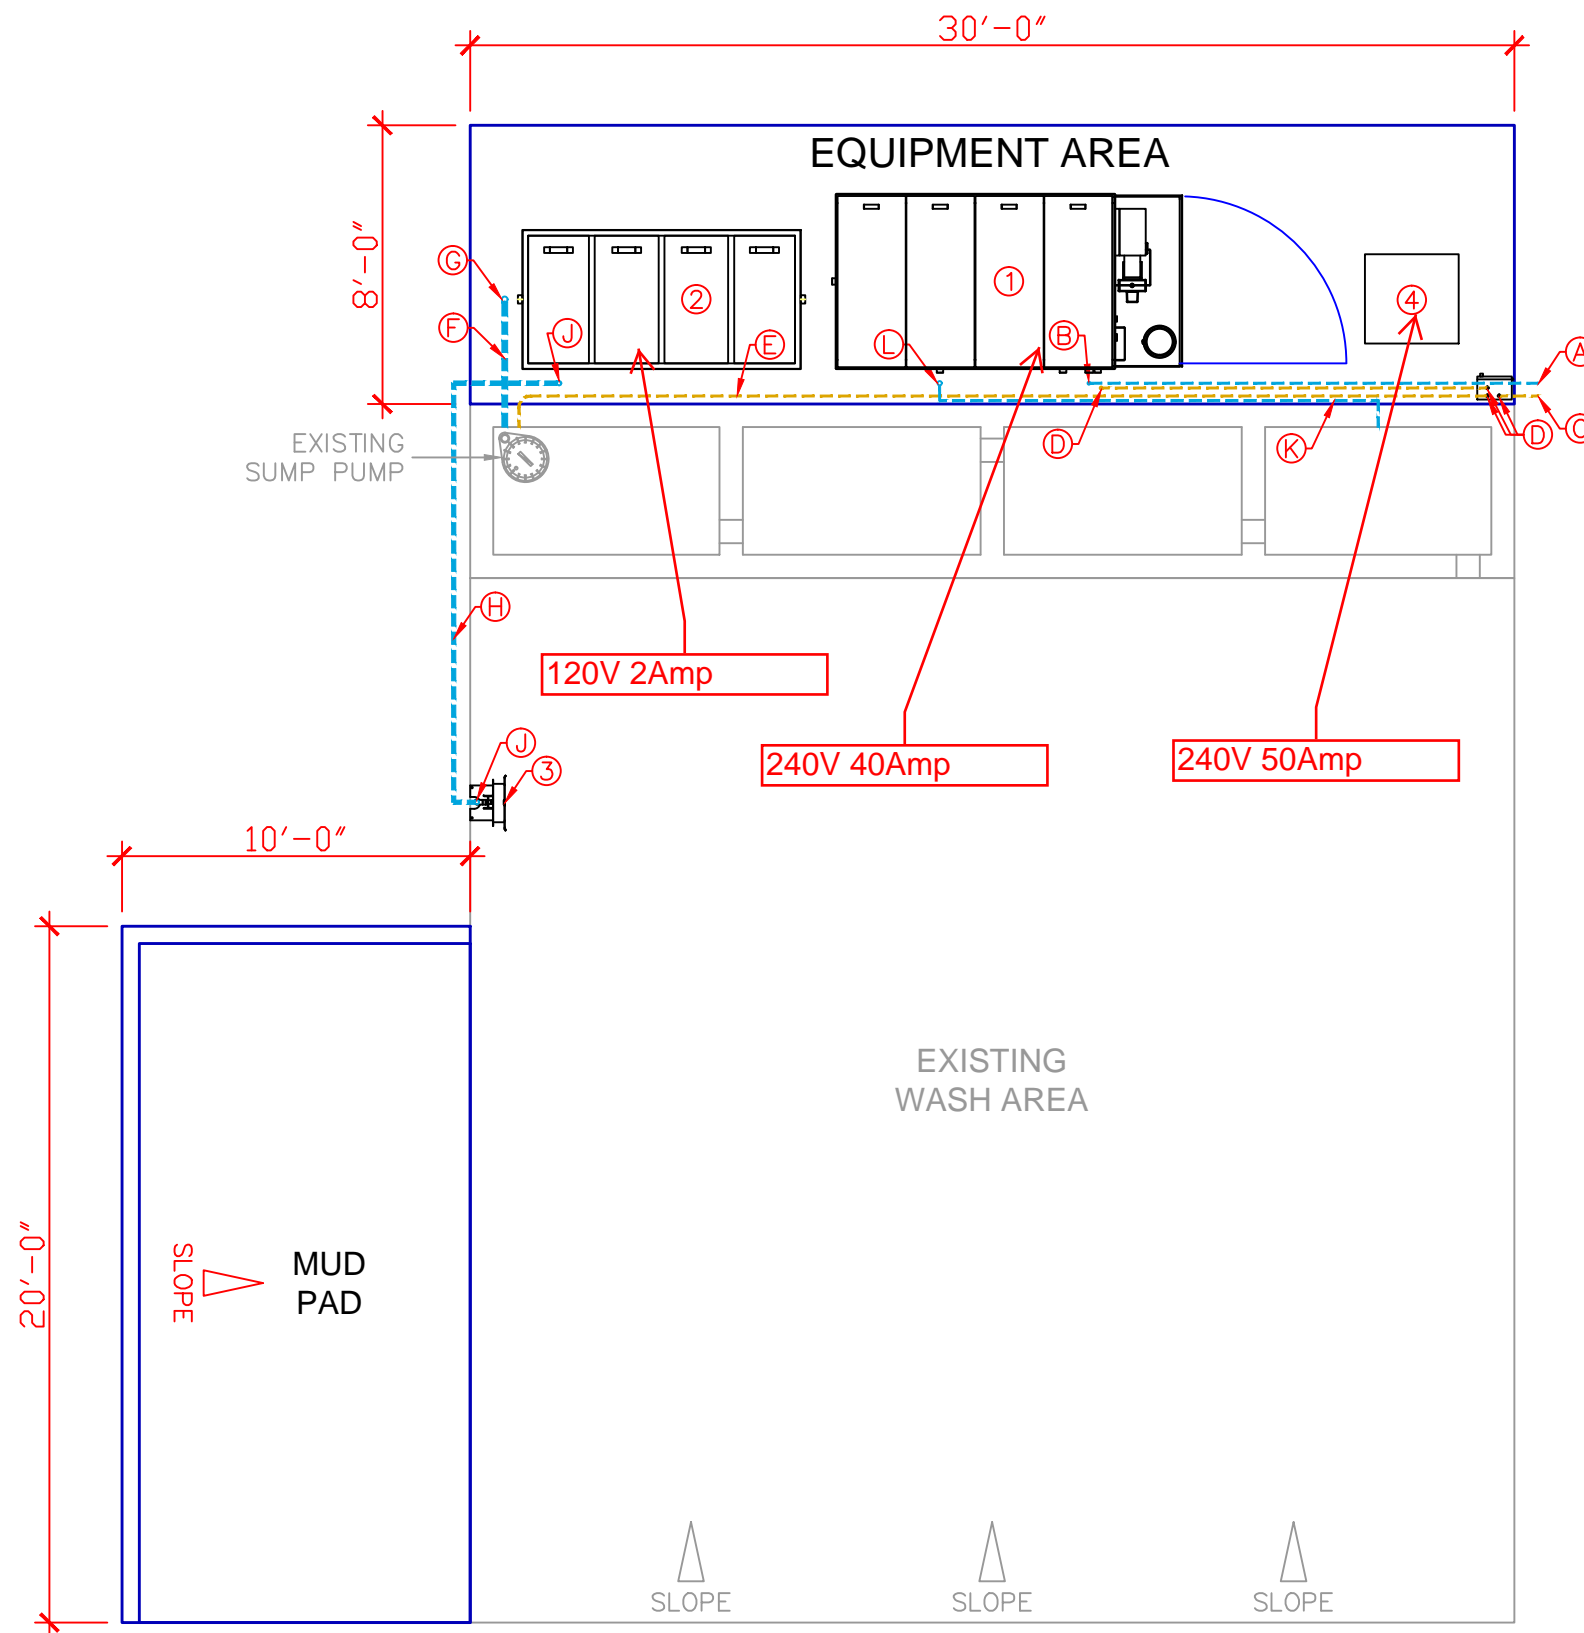 30'-0"
EQUIPMENT AREA
8'-0"
G
2
1
4
F
J
E
L
B
A
D
K
D
C
EXISTING
SUMP PUMP
H
120V 2Amp
240V 40Amp
240V 50Amp
J
3
10'-0"
EXISTING
WASH AREA
20'-0"
SLOPE
MUD
PAD
SLOPE
SLOPE
SLOPE